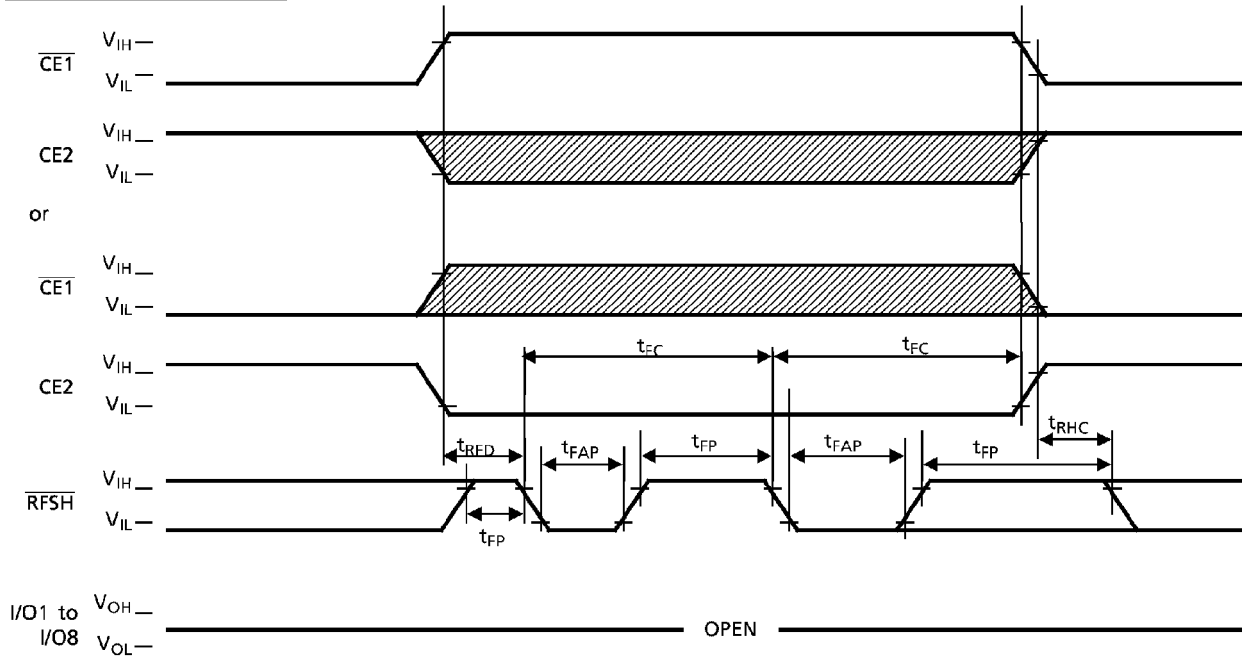 CE1 VIH
VIL
CE2 VIH
VIL
or
CE1 VIH
VIL
tFC tFC
CE2 VIH
VIL
tRFD tFAP tFP tFAP tFP tRHC
RFSH VIH
VIL
tFP
I/O1 to I/O8 VOH
VOL
OPEN